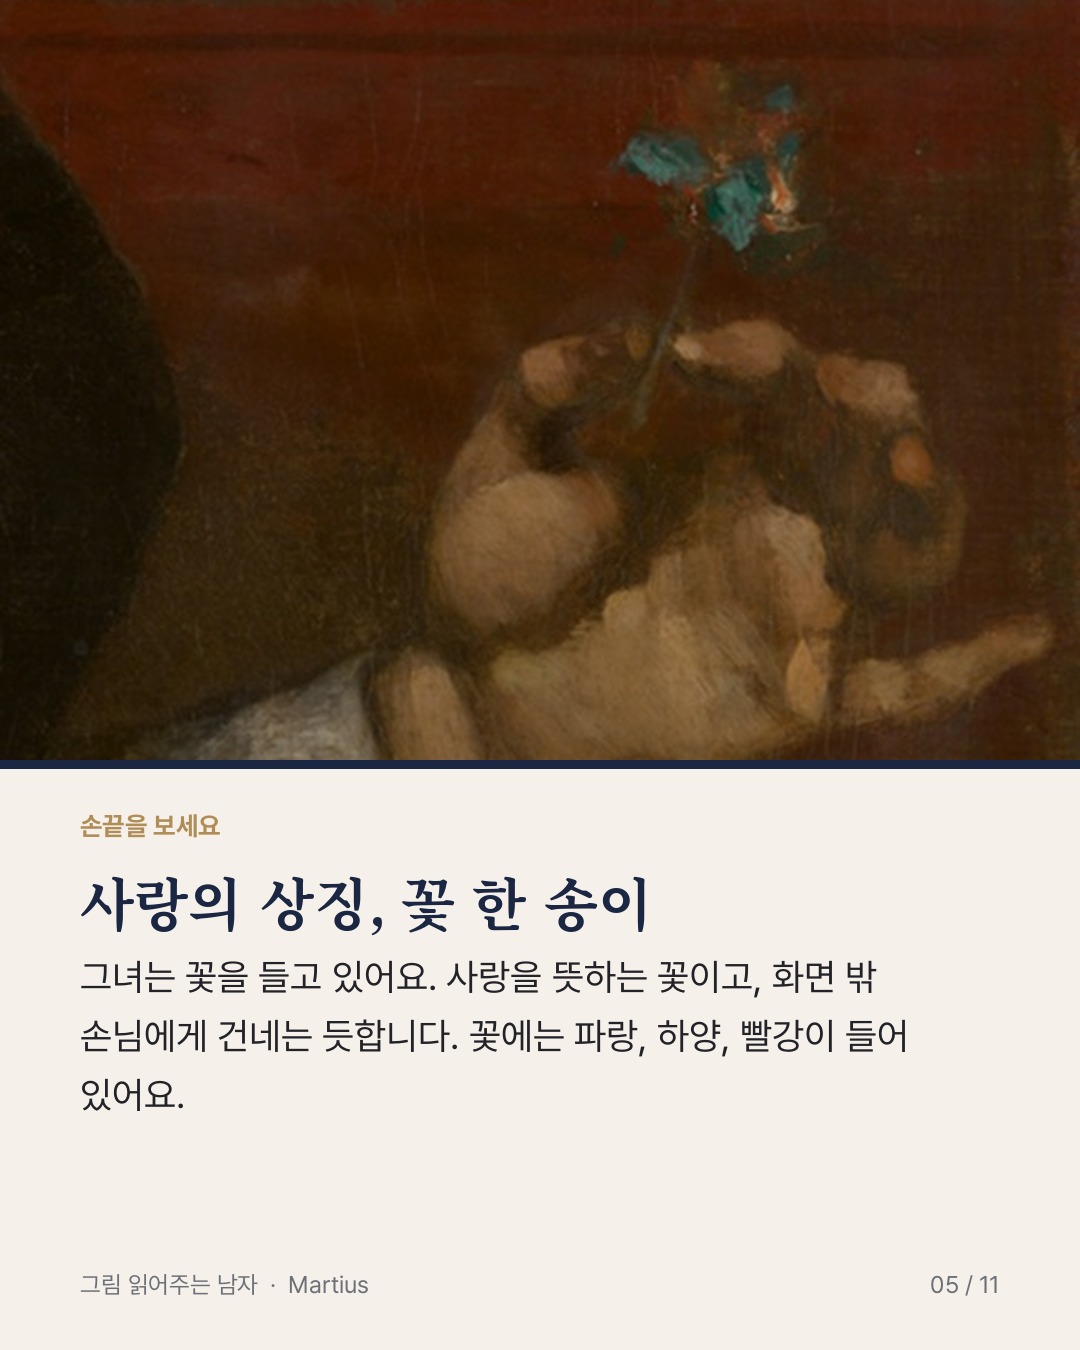 손끝을 보세요
사랑의 상징, 꽃 한 송이
그녀는 꽃을 들고 있어요. 사랑을 뜻하는 꽃이고, 화면 밖
손님에게 건네는 듯합니다. 꽃에는 파랑, 하양, 빨강이 들어
있어요.
그림 읽어주는 남자 · Martius
05 / 11